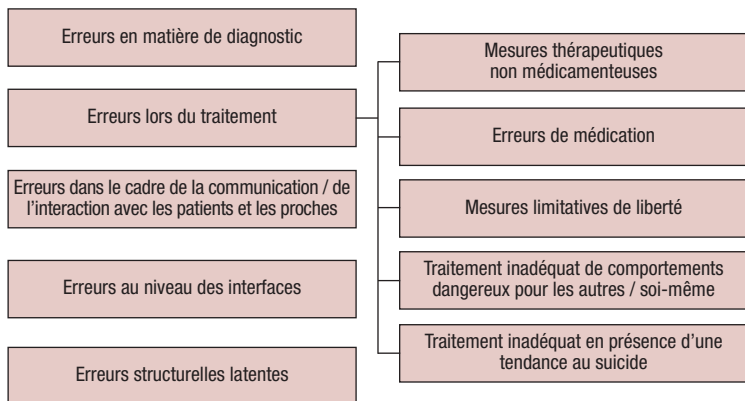 Erreurs en matière de diagnostic
Erreurs lors du traitement
Erreurs dans le cadre de la communication / de
l'interaction avec les patients et les proches
Erreurs au niveau des interfaces
Erreurs structurelles latentes
Mesures thérapeutiques
non médicamenteuses
Erreurs de médication
Mesures limitatives de liberté
Traitement inadéquat de comportements
dangereux pour les autres / soi-même
Traitement inadéquat en présence d'une
tendance au suicide